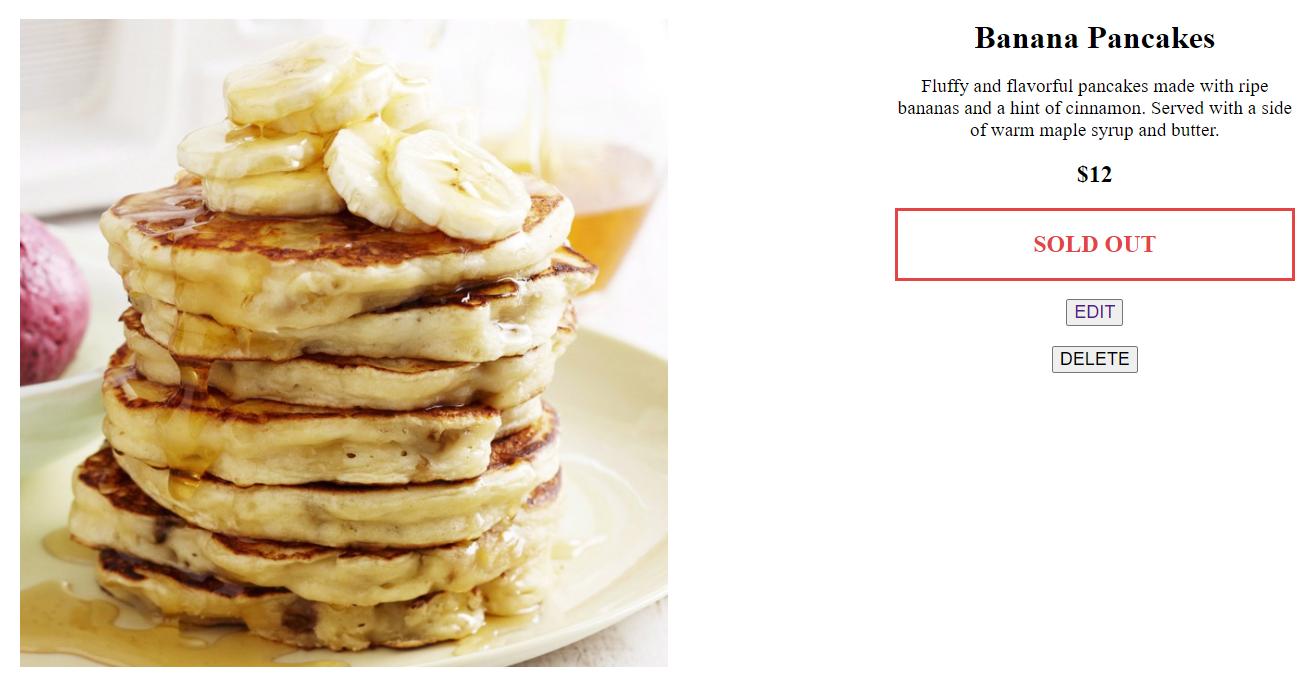 Banana Pancakes
Fluffy and flavorful pancakes made with ripe
bananas and a hint of cinnamon. Served with a side
of warm maple syrup and butter.
$12
SOLD OUT
EDIT
DELETE